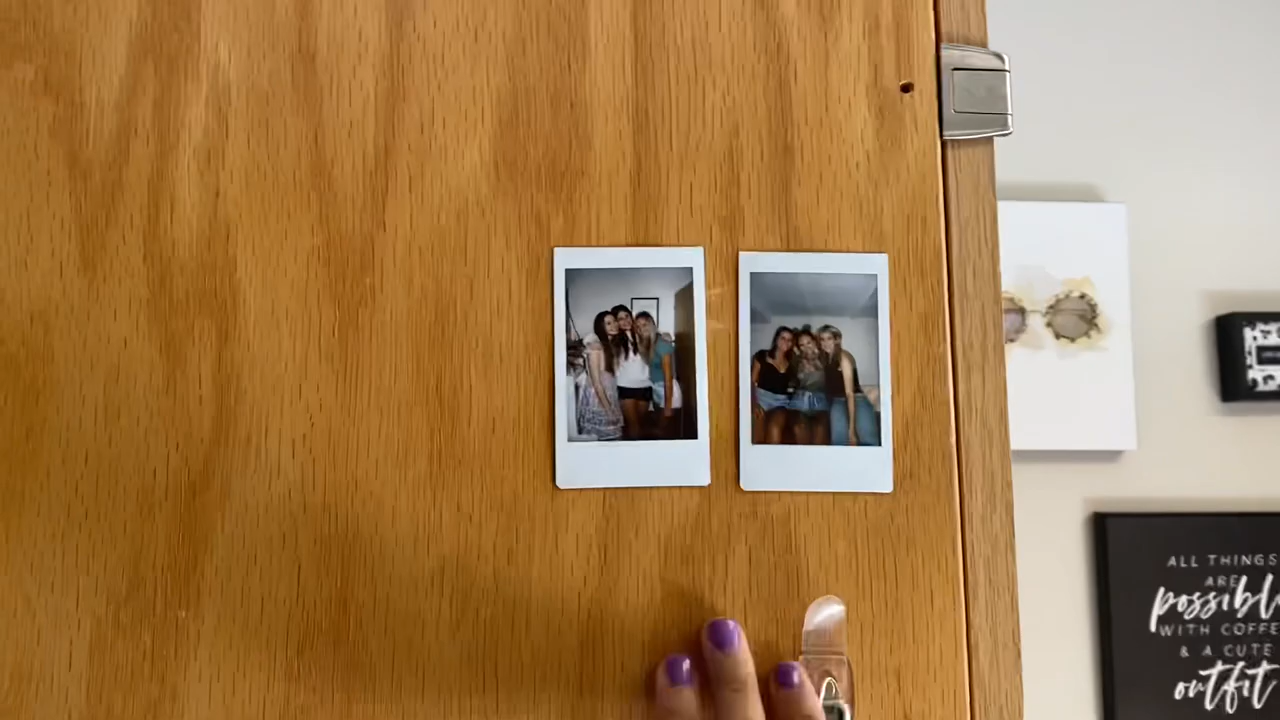 ALL THINGS
ARE
possibl
WITH COFFE
& A CUTE
outfit